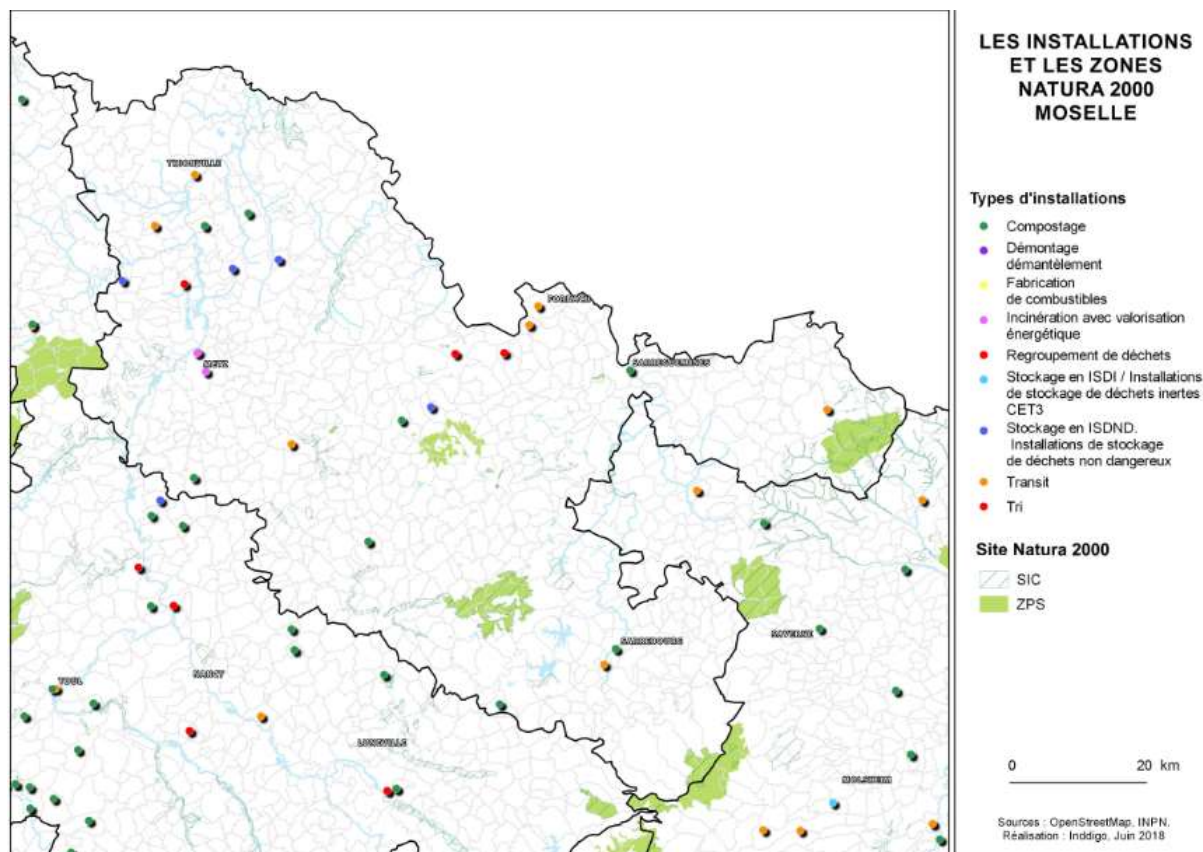 LES INSTALLATIONS
ET LES ZONES
NATURA 2000
MOSELLE
Types d'installations
Compostage
Démontage
démantèlement
Fabrication
de combustibles
Incinération avec valorisation
énergétique
Regroupement de déchets
Stockage en ISDI / Installations
de stockage de déchets inertes
CET3
Stockage en ISDND.
Installations de stockage
de déchets non dangereux
Transit
Tri
Site Natura 2000
SIC
ZPS
0 20 km
Sources : OpenStreetMap, INPN.
Réalisation : Inddigo, Juin 2018
THIONVILLE
FORBACH
METZ
SARREGUEMINES
SARREBOURG
SAVERNE
TOUL
NANCY
LUNEVILLE
MOLSHEIM